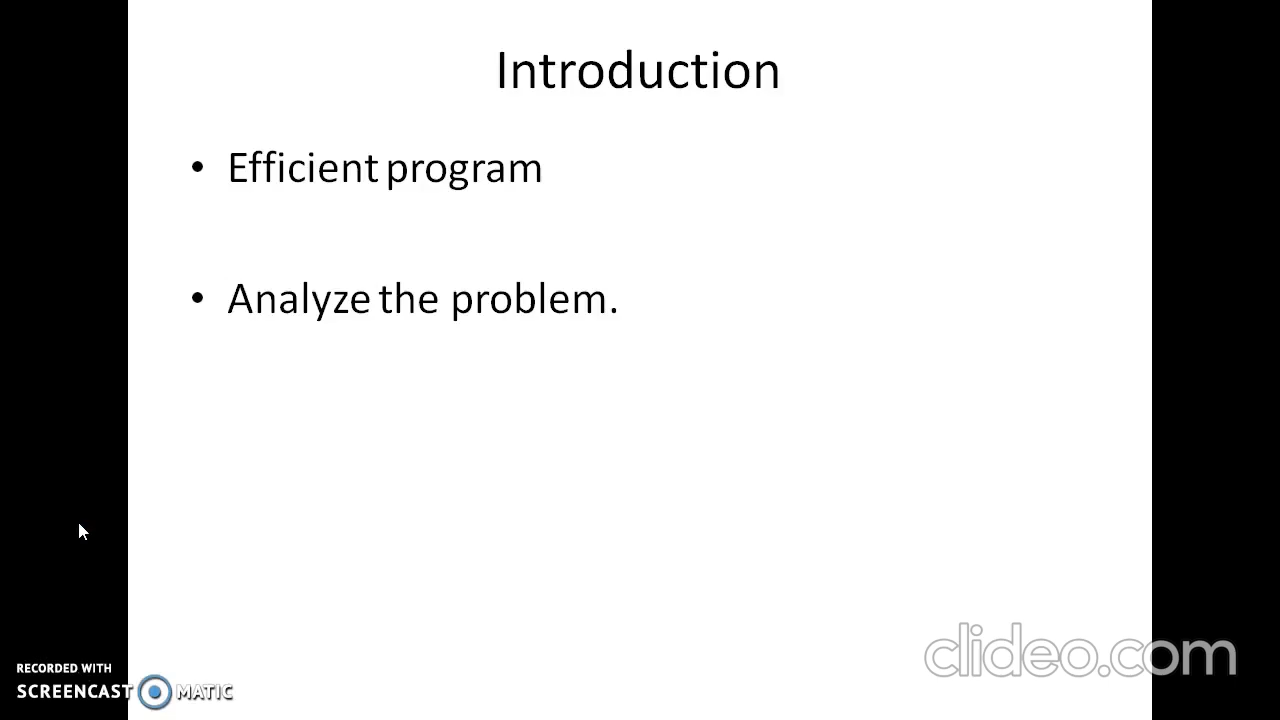 Introduction
• Efficient program
• Analyze the problem.
clideo.com
RECORDED WITH
SCREENCAST MATIC